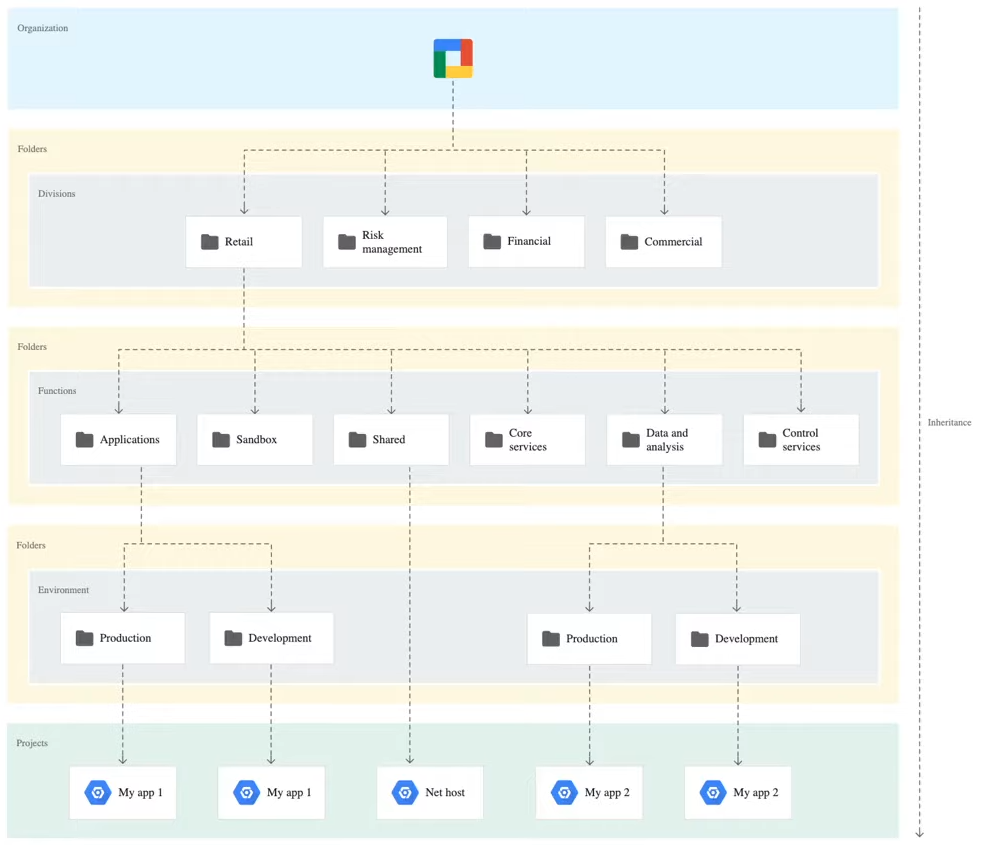 Organization
Folders
Divisions
Retail
Risk
management
Financial
Commercial
Folders
Functions
Applications
Sandbox
Shared
Core
services
Data and
analysis
Control
services
Inheritance
Folders
Environment
Production
Development
Production
Development
Projects
My app 1
My app 1
Net host
My app 2
My app 2